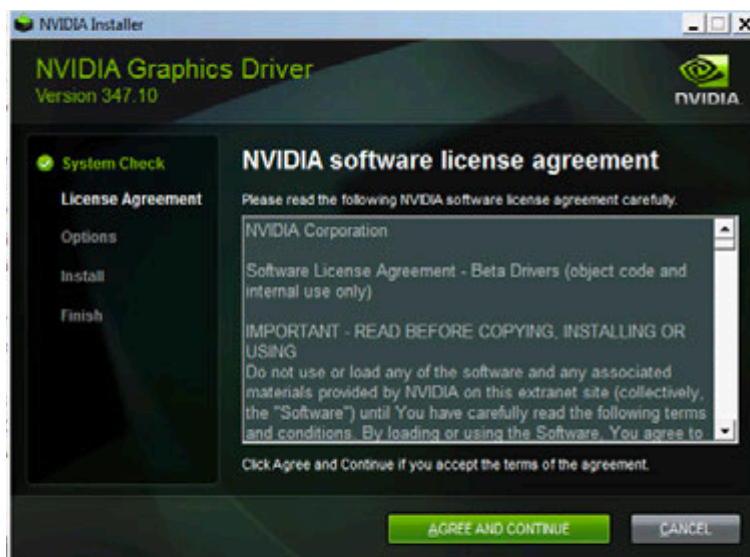 NVIDIA Installer
NVIDIA Graphics Driver
Version 347.10
NVIDIA
System Check
License Agreement
Options
Install
Finish
NVIDIA software license agreement
Please read the following NVIDIA software license agreement carefully.
NVIDIA Corporation
Software License Agreement - Beta Drivers (object code and
internal use only)
IMPORTANT - READ BEFORE COPYING, INSTALLING OR
USING
Do not use or load any of the software and any associated
materials provided by NVIDIA on this extranet site (collectively,
the "Software") until You have carefully read the following terms
and conditions. By loading or using the Software, You agree to
Click Agree and Continue if you accept the terms of the agreement.
AGREE AND CONTINUE
CANCEL